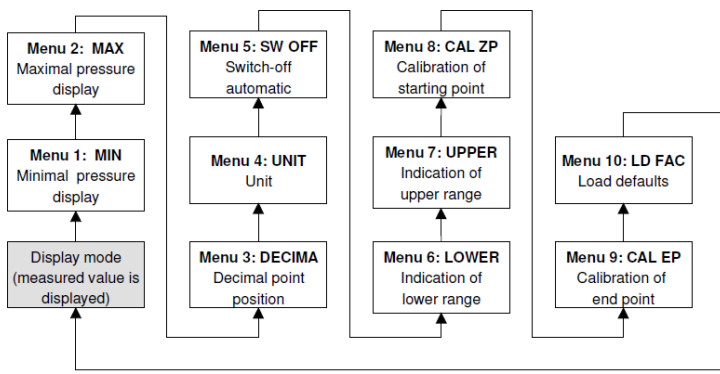 Menu 2: MAX
Maximal pressure
display
Menu 1: MIN
Minimal pressure
display
Display mode
(measured value is
displayed)
Menu 5: SW OFF
Switch-off
automatic
Menu 4: UNIT
Unit
Menu 3: DECIMA
Decimal point
position
Menu 8: CAL ZP
Calibration of
starting point
Menu 7: UPPER
Indication of
upper range
Menu 6: LOWER
Indication of
lower range
Menu 10: LD FAC
Load defaults
Menu 9: CAL EP
Calibration of
end point